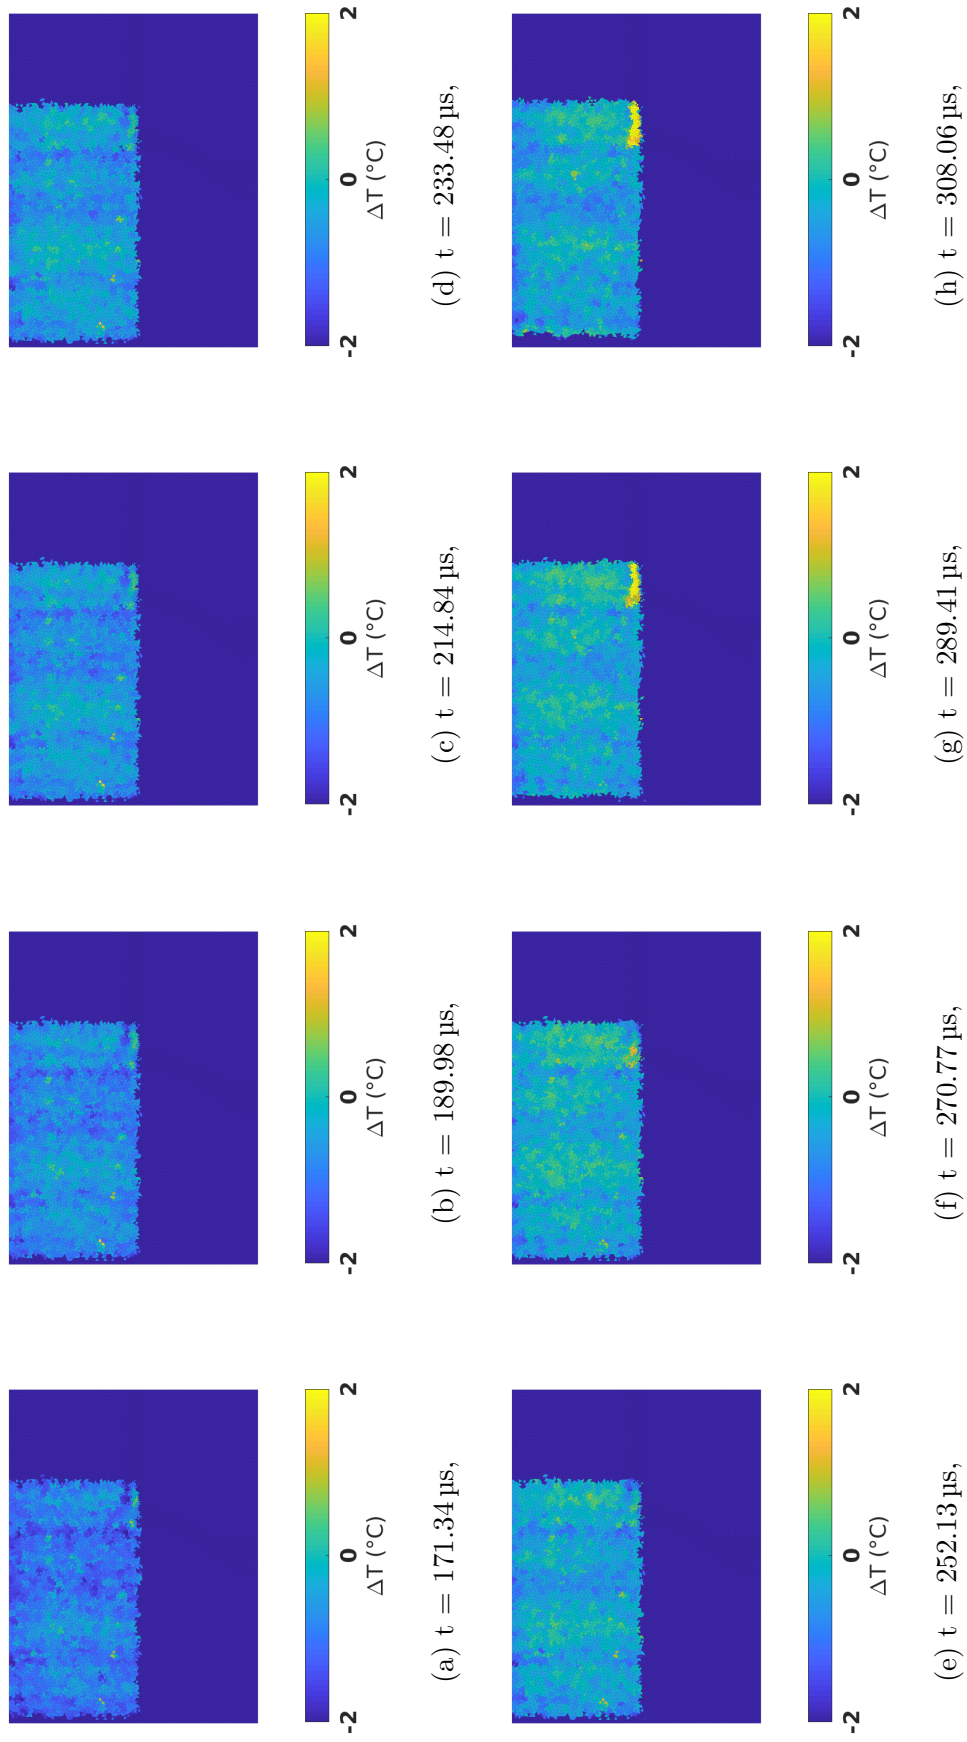 -2 0 2
ΔT (°C)
(a) t = 171.34 µs,
-2 0 2
ΔT (°C)
(b) t = 189.98 µs,
-2 0 2
ΔT (°C)
(c) t = 214.84 µs,
-2 0 2
ΔT (°C)
(d) t = 233.48 µs,
-2 0 2
ΔT (°C)
(e) t = 252.13 µs,
-2 0 2
ΔT (°C)
(f) t = 270.77 µs,
-2 0 2
ΔT (°C)
(g) t = 289.41 µs,
-2 0 2
ΔT (°C)
(h) t = 308.06 µs,